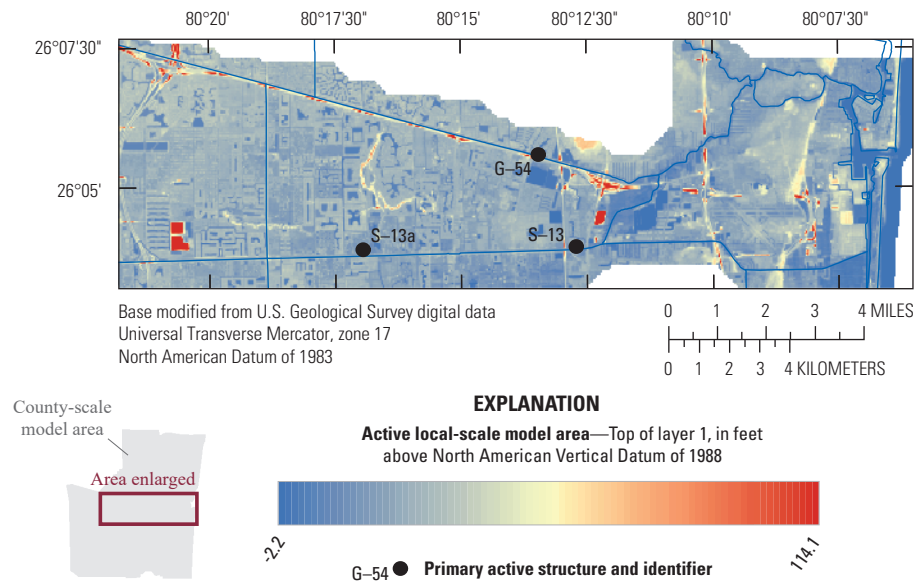 80°20' 80°17'30" 80°15' 80°12'30" 80°10' 80°07'30"
26°07'30"
G–54
26°05'
S–13a
S–13
Base modified from U.S. Geological Survey digital data
Universal Transverse Mercator, zone 17
North American Datum of 1983
0 1 2 3 4 MILES
0 1 2 3 4 KILOMETERS
County-scale
model area
Area enlarged
EXPLANATION
Active local-scale model area—Top of layer 1, in feet
above North American Vertical Datum of 1988
-2.2 114.1
G–54 Primary active structure and identifier